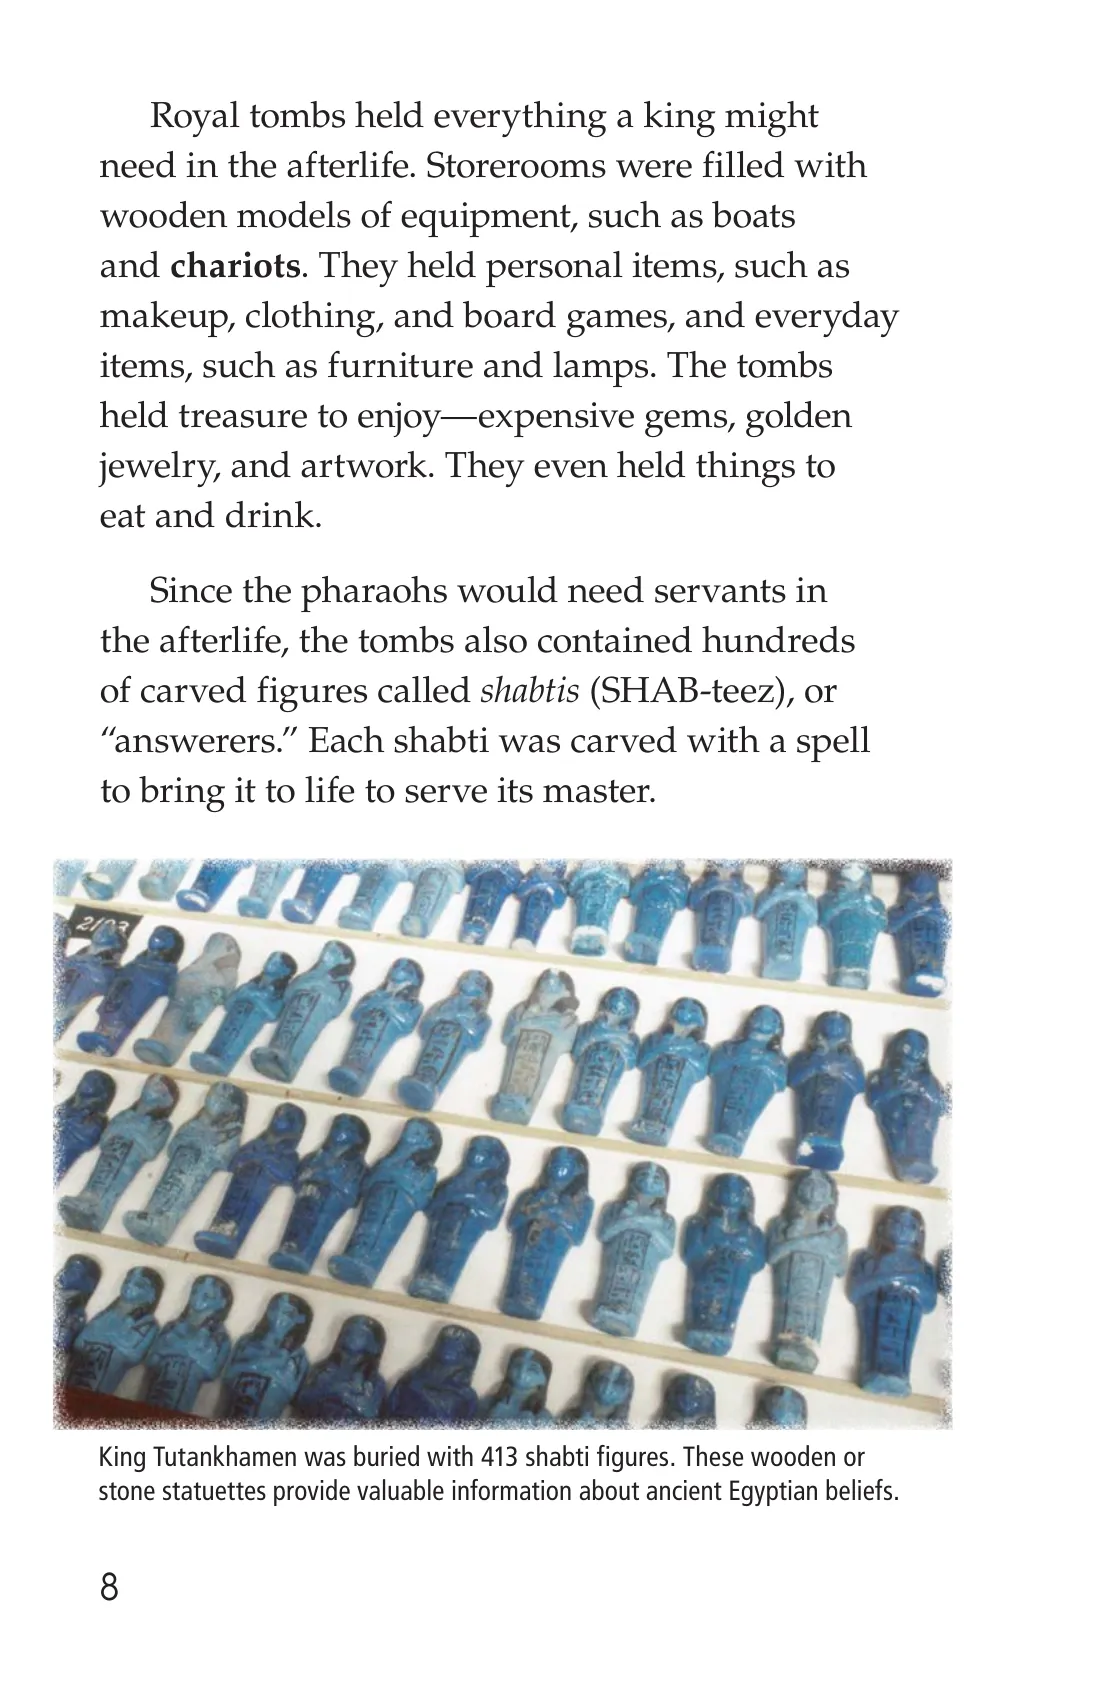 Royal tombs held everything a king might
need in the afterlife. Storerooms were filled with
wooden models of equipment, such as boats
and chariots. They held personal items, such as
makeup, clothing, and board games, and everyday
items, such as furniture and lamps. The tombs
held treasure to enjoy—expensive gems, golden
jewelry, and artwork. They even held things to
eat and drink.
Since the pharaohs would need servants in
the afterlife, the tombs also contained hundreds
of carved figures called shabtis (SHAB-teez), or
“answerers.” Each shabti was carved with a spell
to bring it to life to serve its master.
King Tutankhamen was buried with 413 shabti figures. These wooden or
stone statuettes provide valuable information about ancient Egyptian beliefs.
8